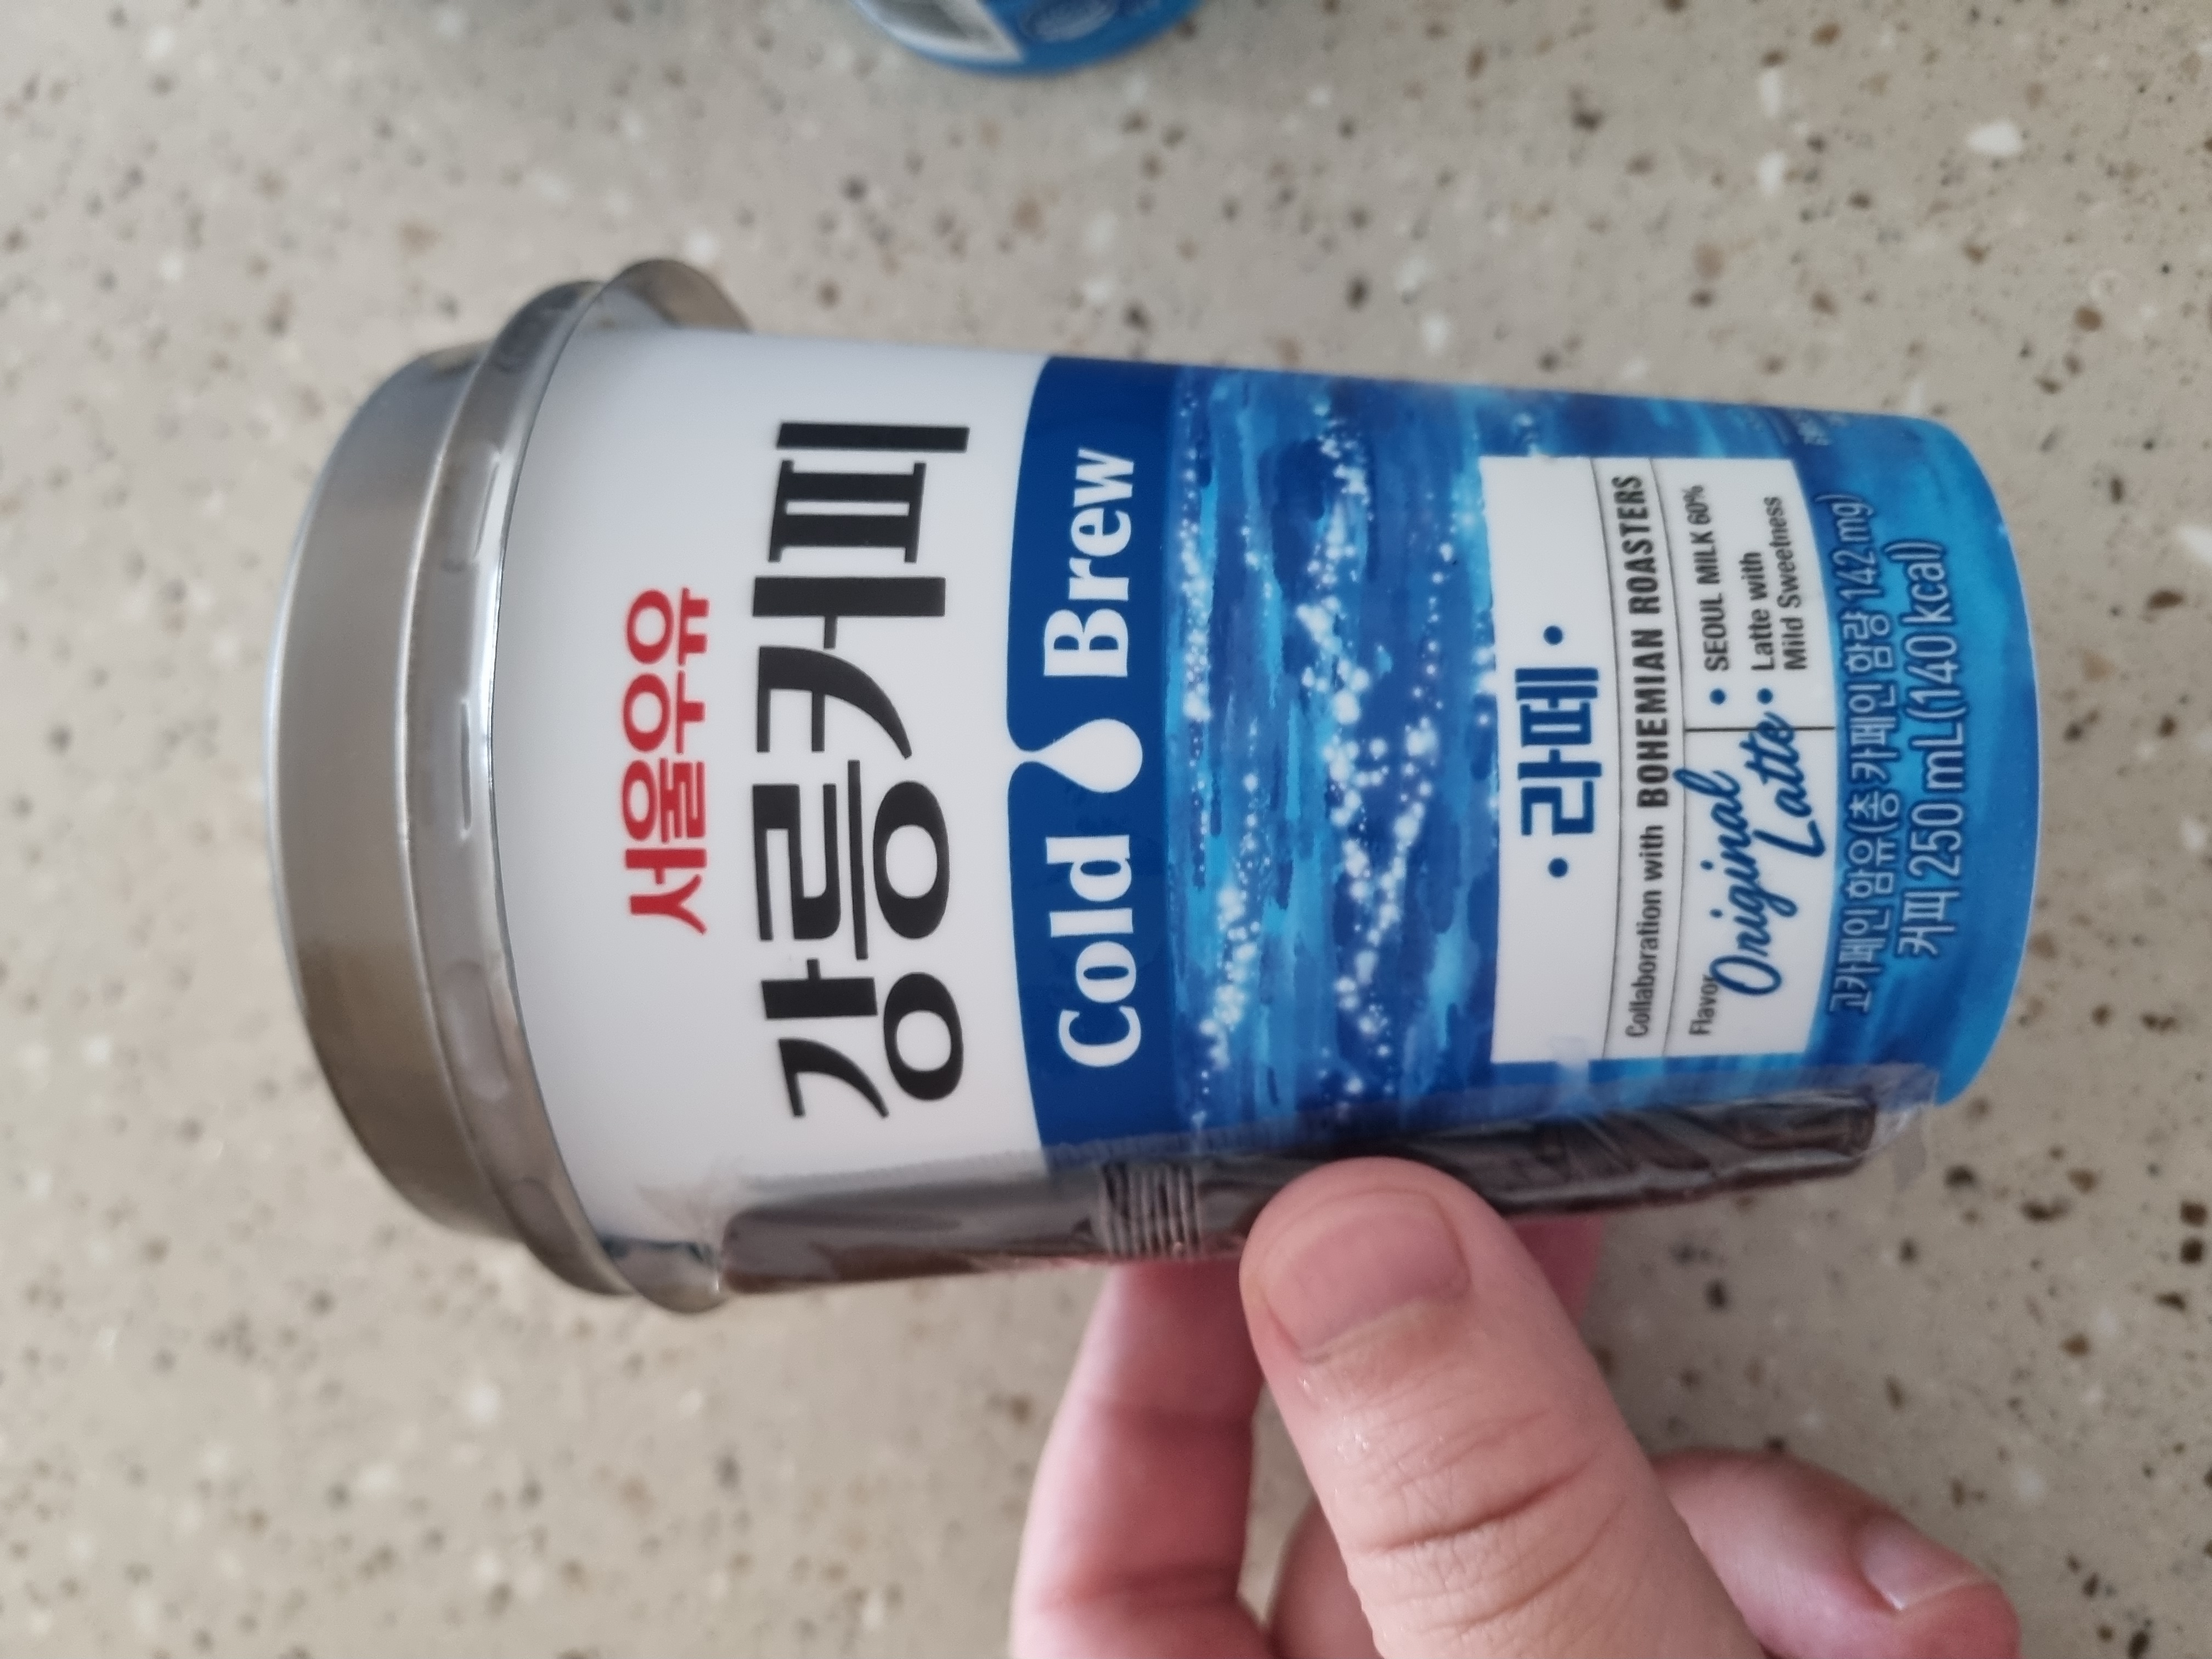 서울우유
강릉커피
Cold Brew
라떼
Collaboration with BOHEMIAN ROASTERS
Flavor
Original Latte
• SEOUL MILK 60%
• Latte with
Mild Sweetness
고카페인 함유(총 카페인 함량 142 mg)
커피 250 mL(140 kcal)